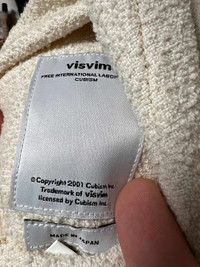 visvim
FREE INTERNATIONAL LABOR
CUBISM
© Copyright 2001 Cubism Inc.
Trademark of visvim
licensed by Cubism Inc.
MADE IN JAPAN